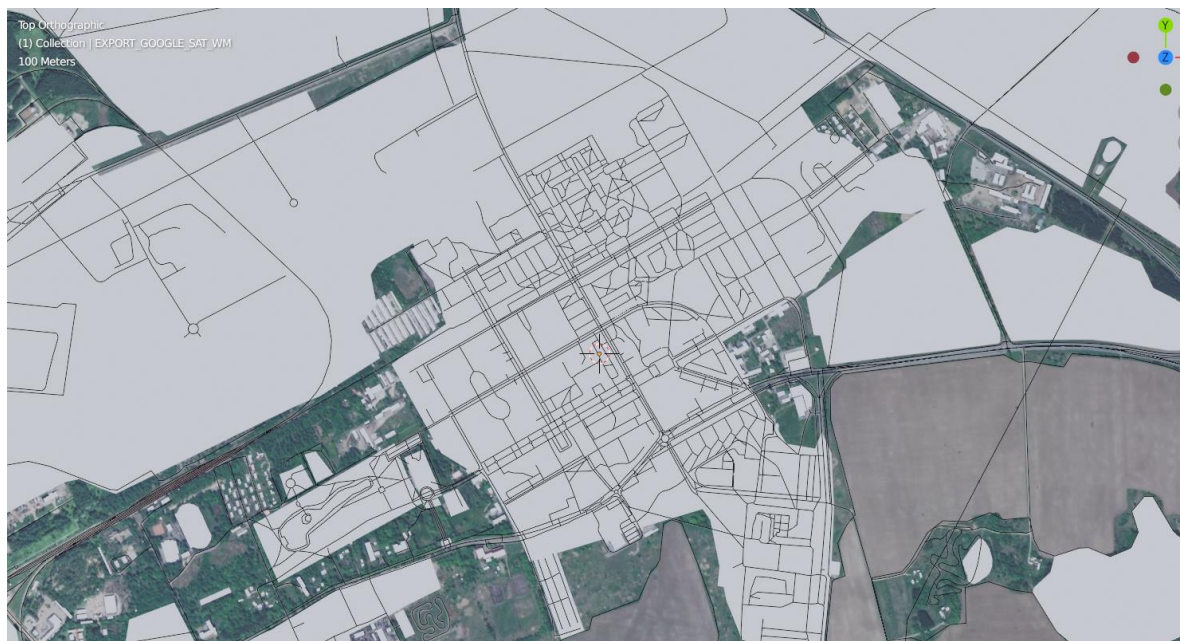 Top Orthographic
(1) Collection | EXPORT_GOOGLE_SAT_WM
100 Meters
Y
Z